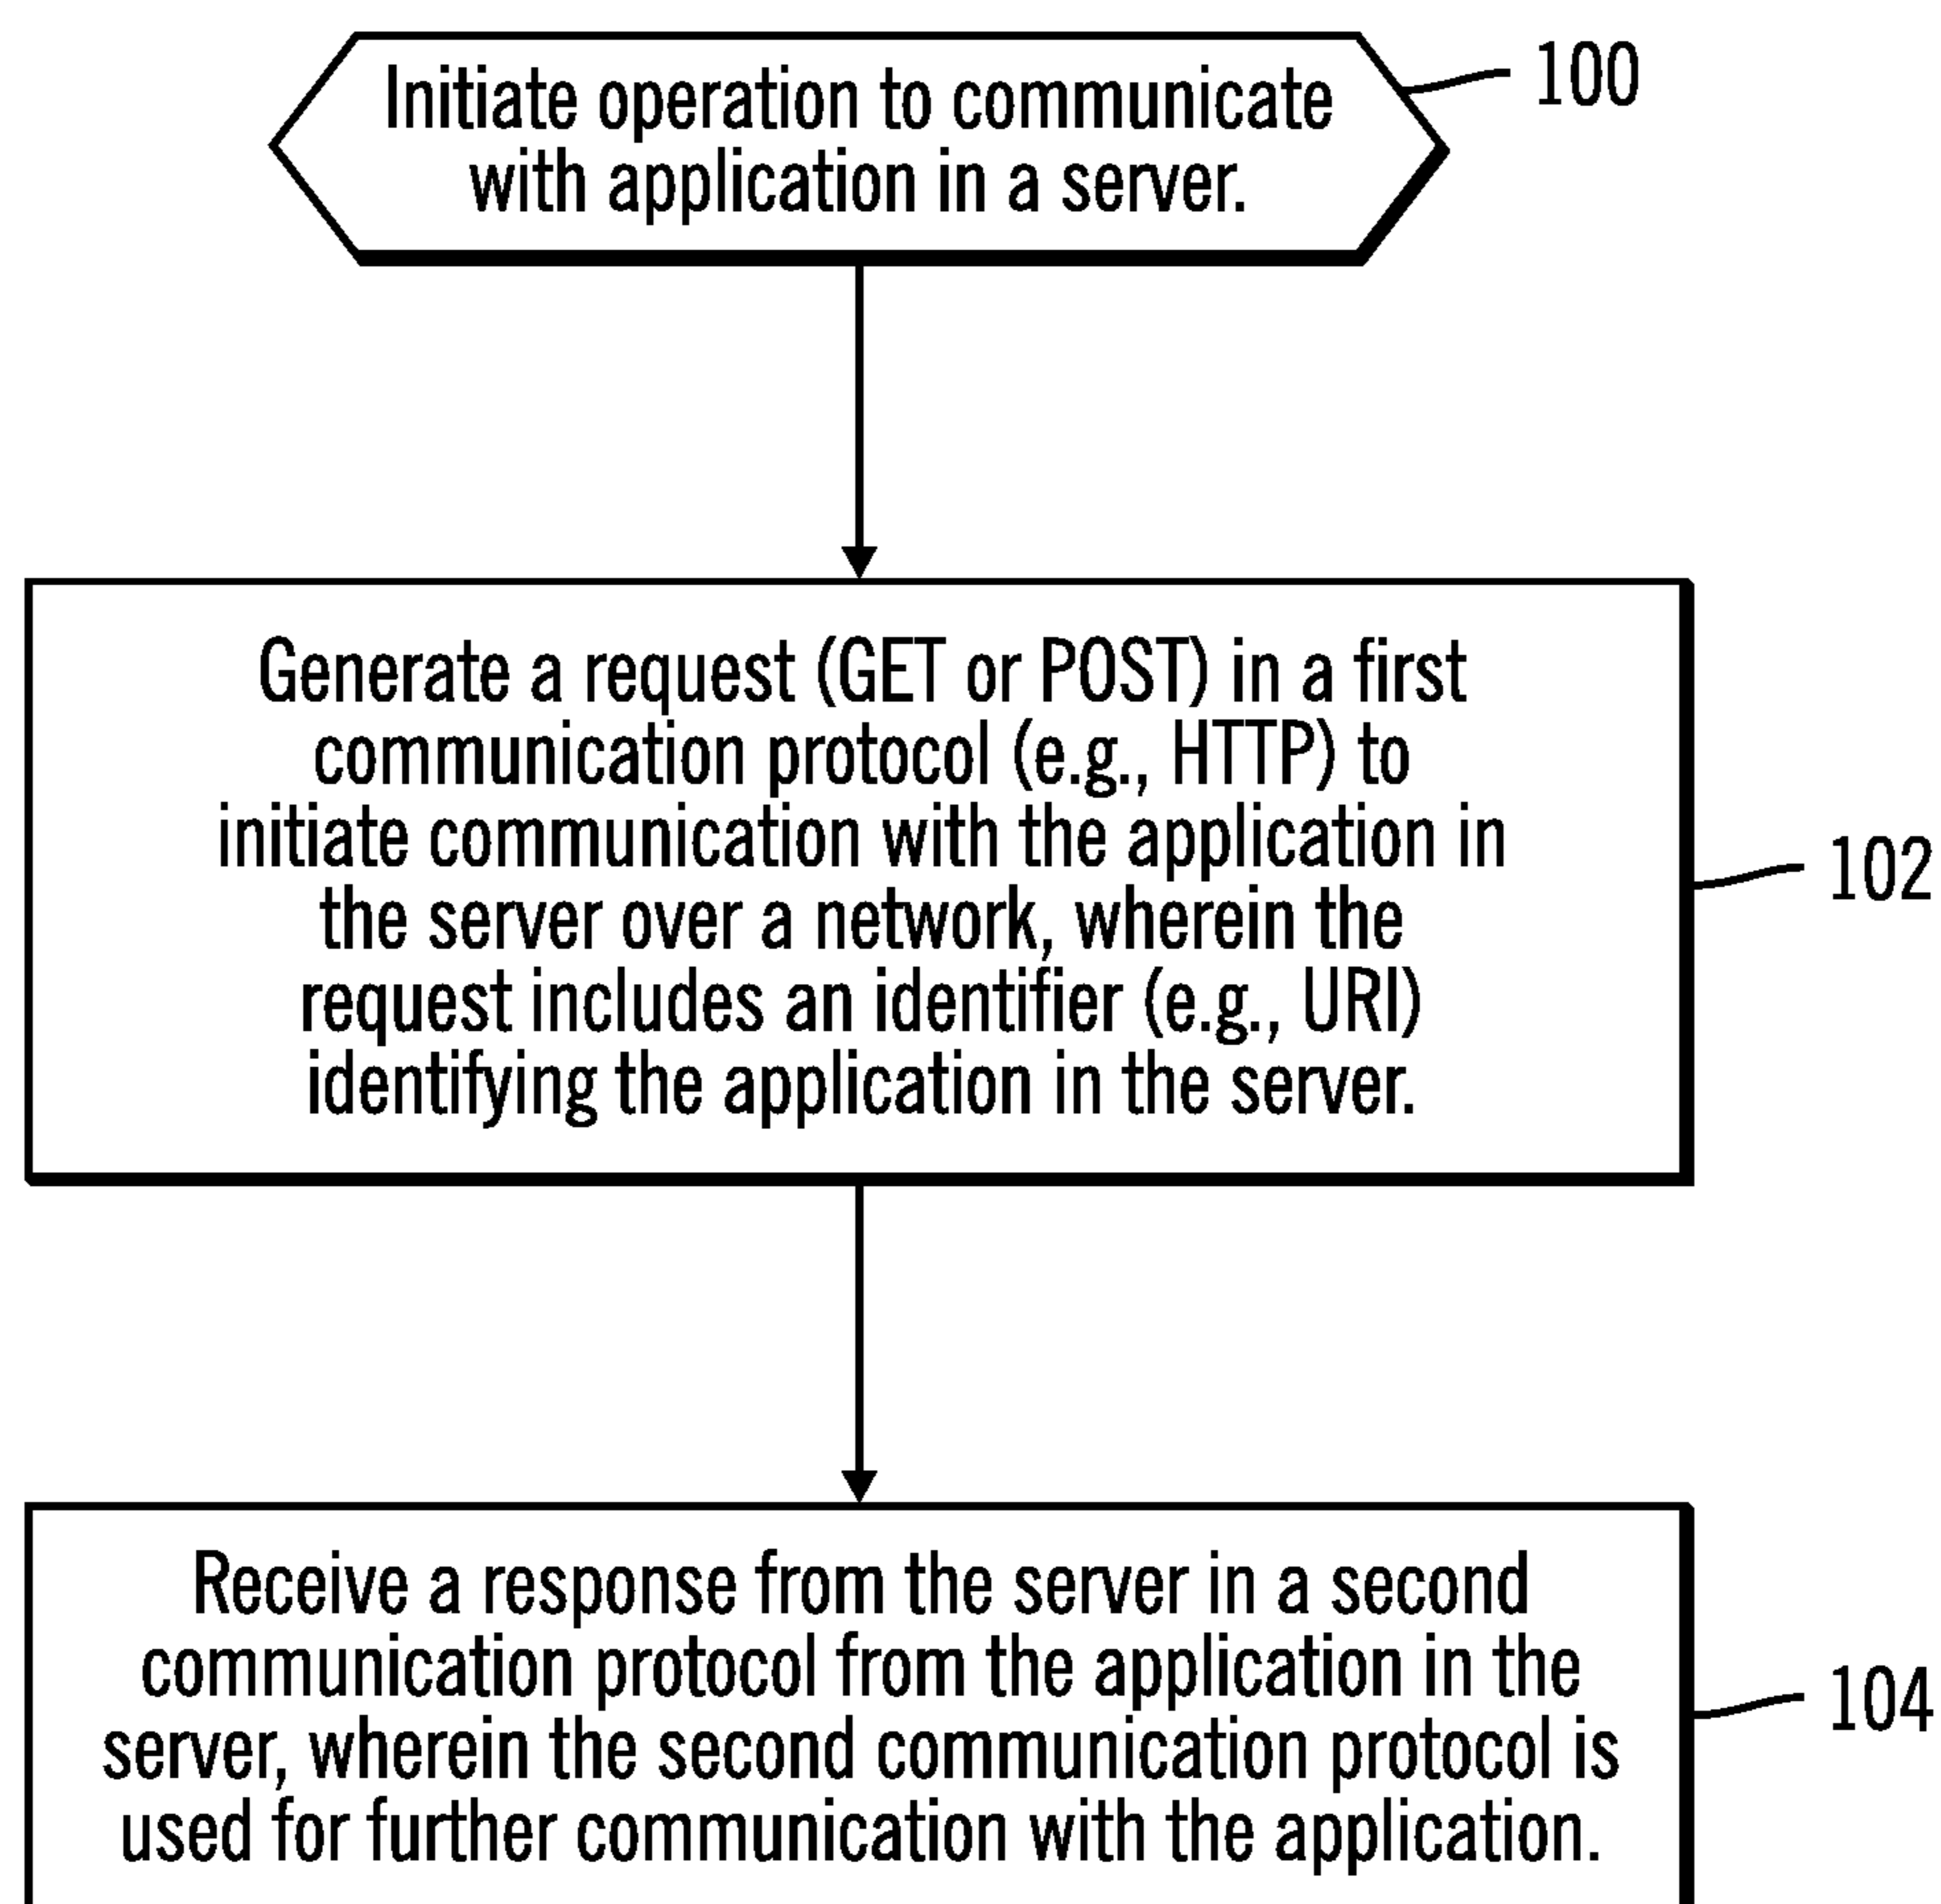 Initiate operation to communicate
with application in a server.
100
Generate a request (GET or POST) in a first
communication protocol (e.g., HTTP) to
initiate communication with the application in
the server over a network, wherein the
request includes an identifier (e.g., URI)
identifying the application in the server.
102
Receive a response from the server in a second
communication protocol from the application in the
server, wherein the second communication protocol is
used for further communication with the application.
104